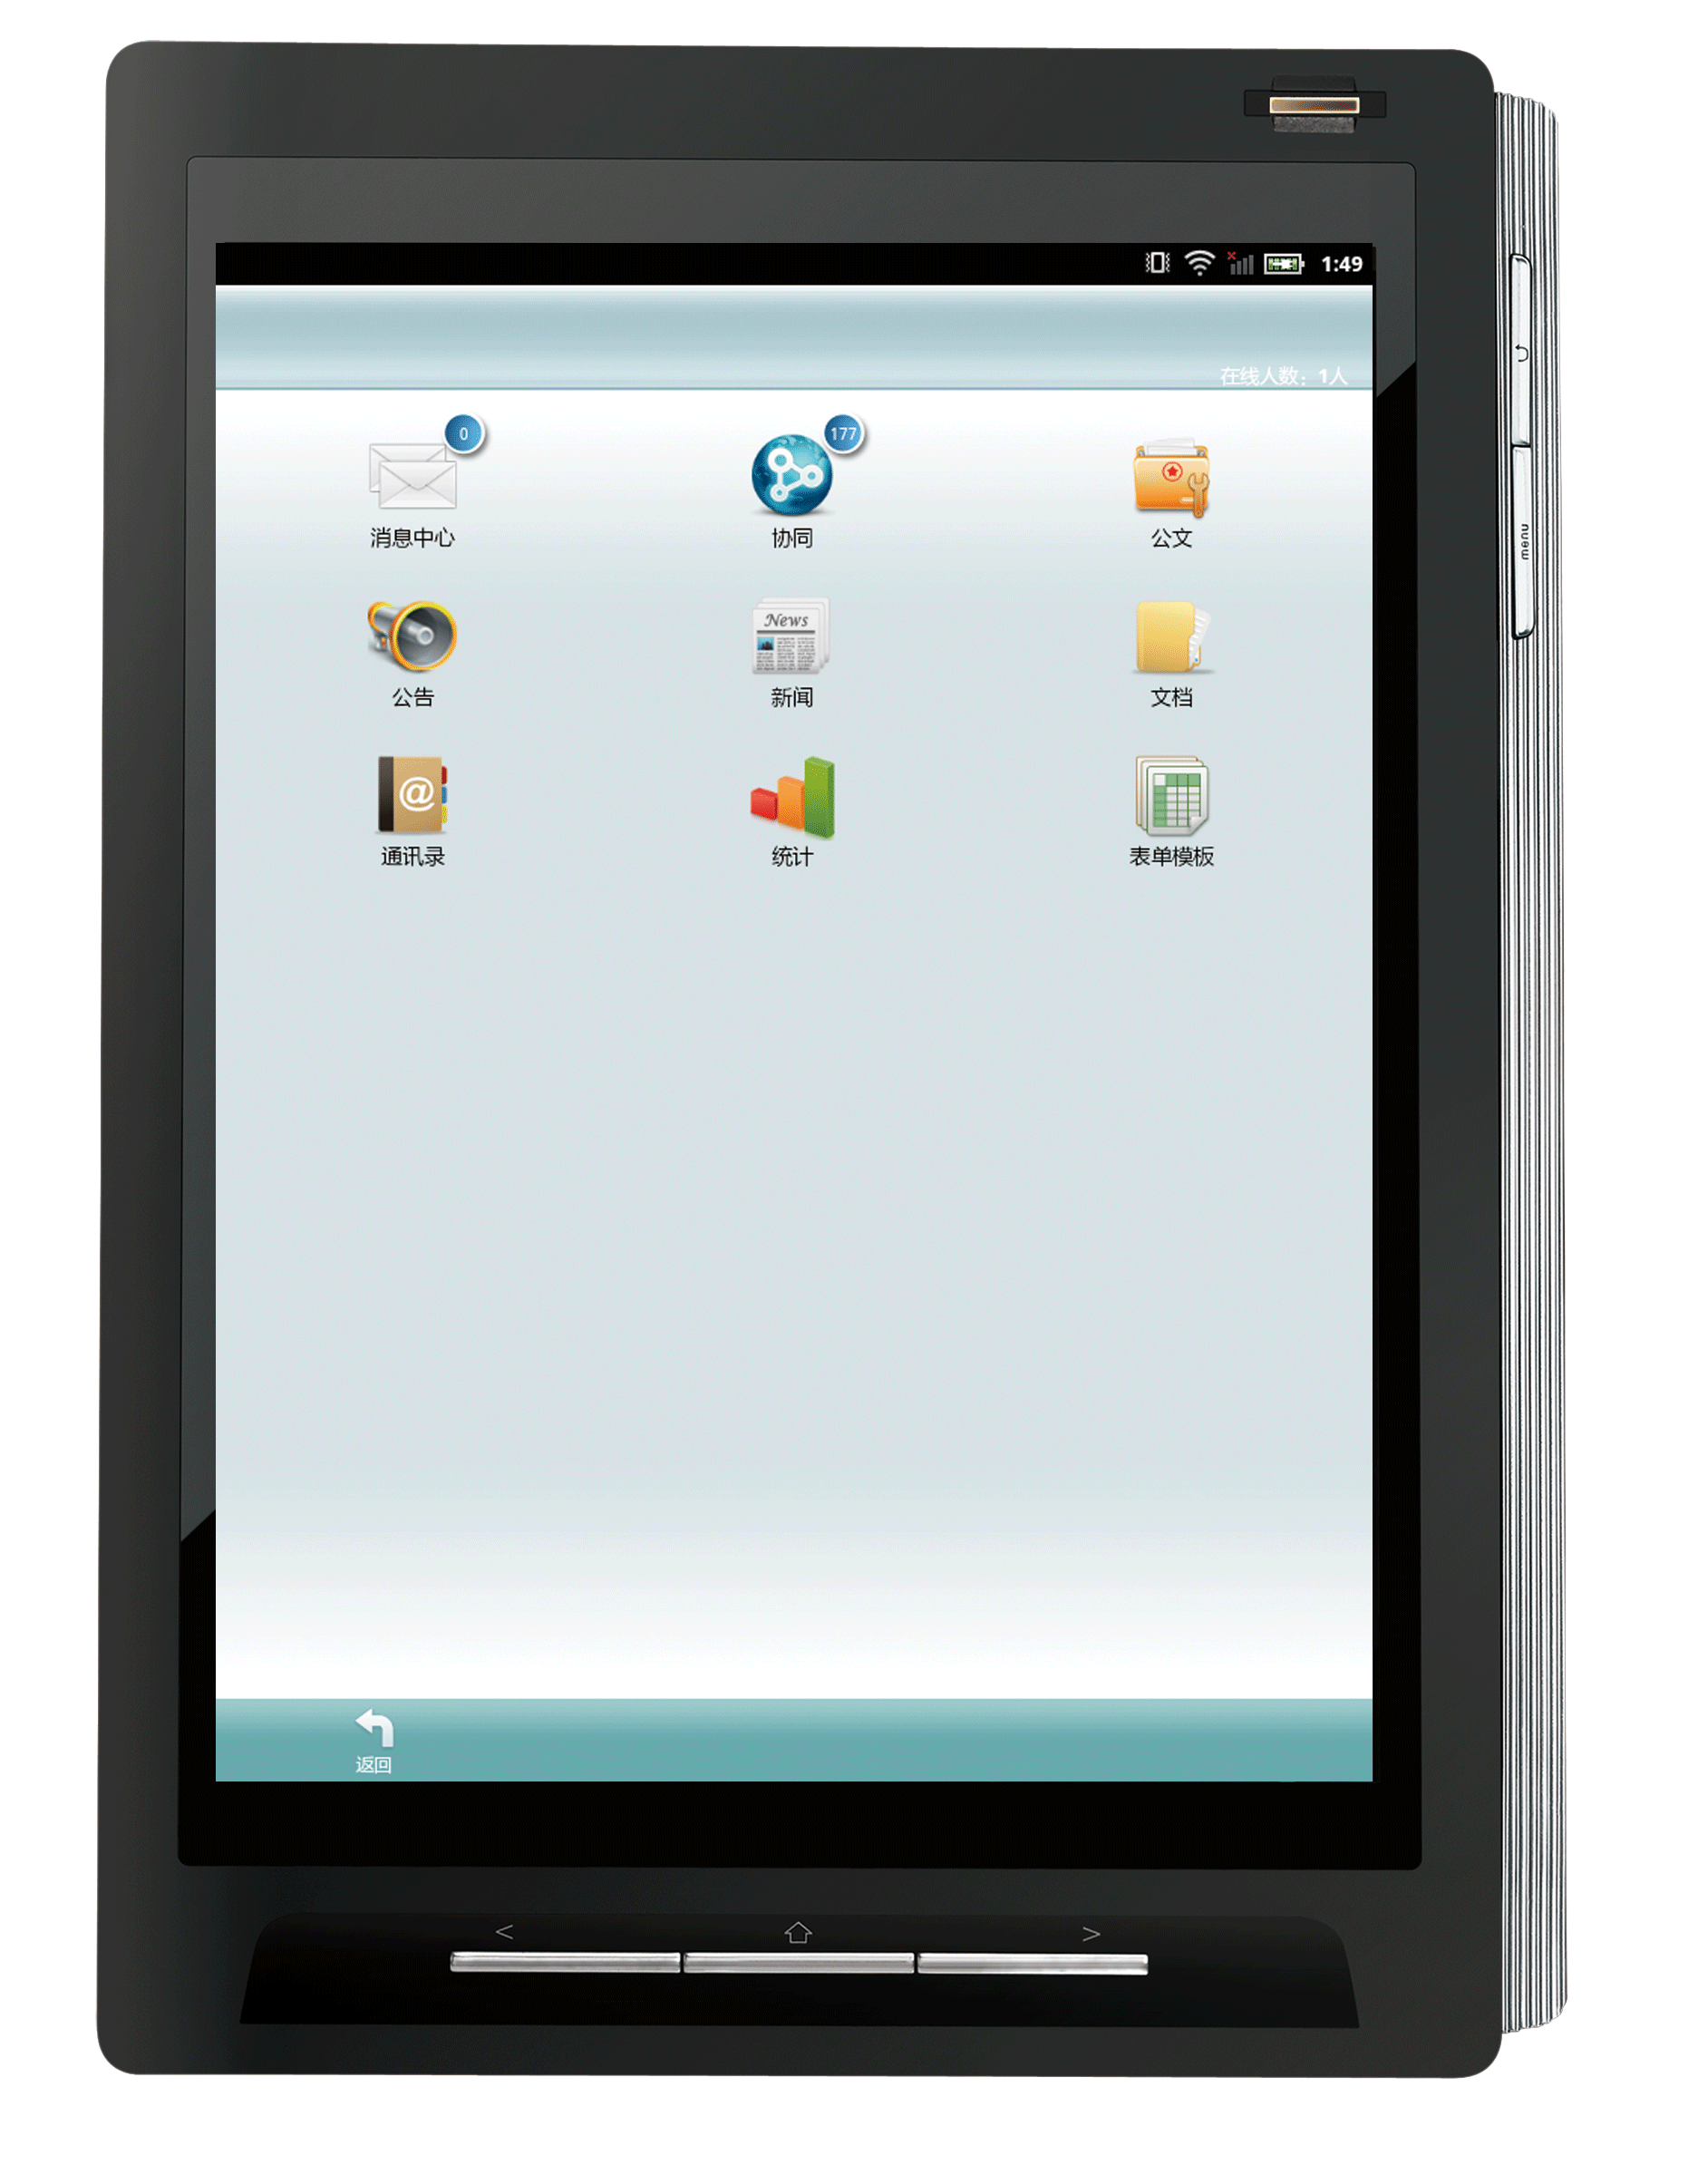 1:49
在线人数：1人
0
177
消息中心
协同
公文
News
公告
新闻
文档
@
通讯录
统计
表单模板
返回
menu